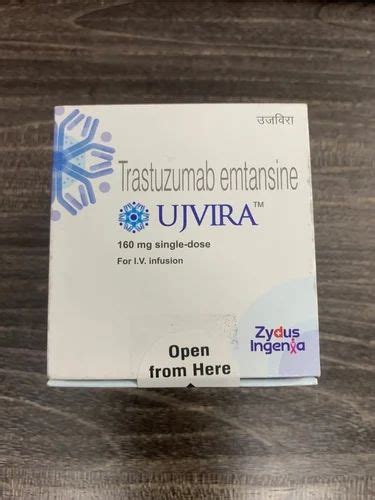 उजविरा
Trastuzumab emtansine
UJVIRA™
160 mg single-dose
For I.V. infusion
Zydus
Ingenia
Open
from Here